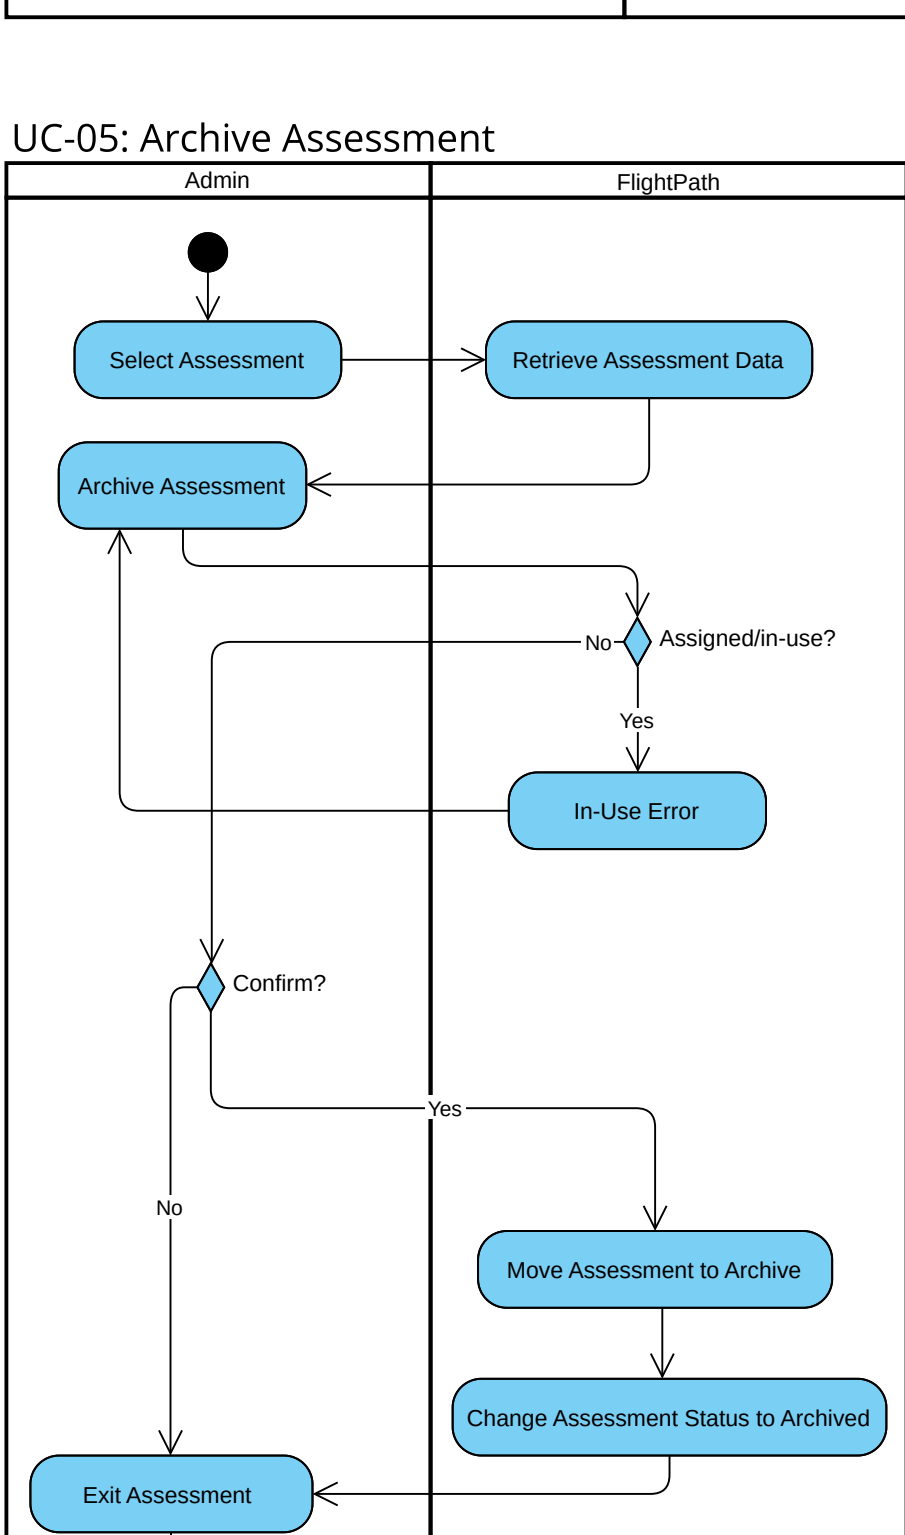 UC-05: Archive Assessment
Admin
FlightPath
Select Assessment
Retrieve Assessment Data
Archive Assessment
No
Assigned/in-use?
Yes
In-Use Error
Confirm?
Yes
No
Move Assessment to Archive
Change Assessment Status to Archived
Exit Assessment